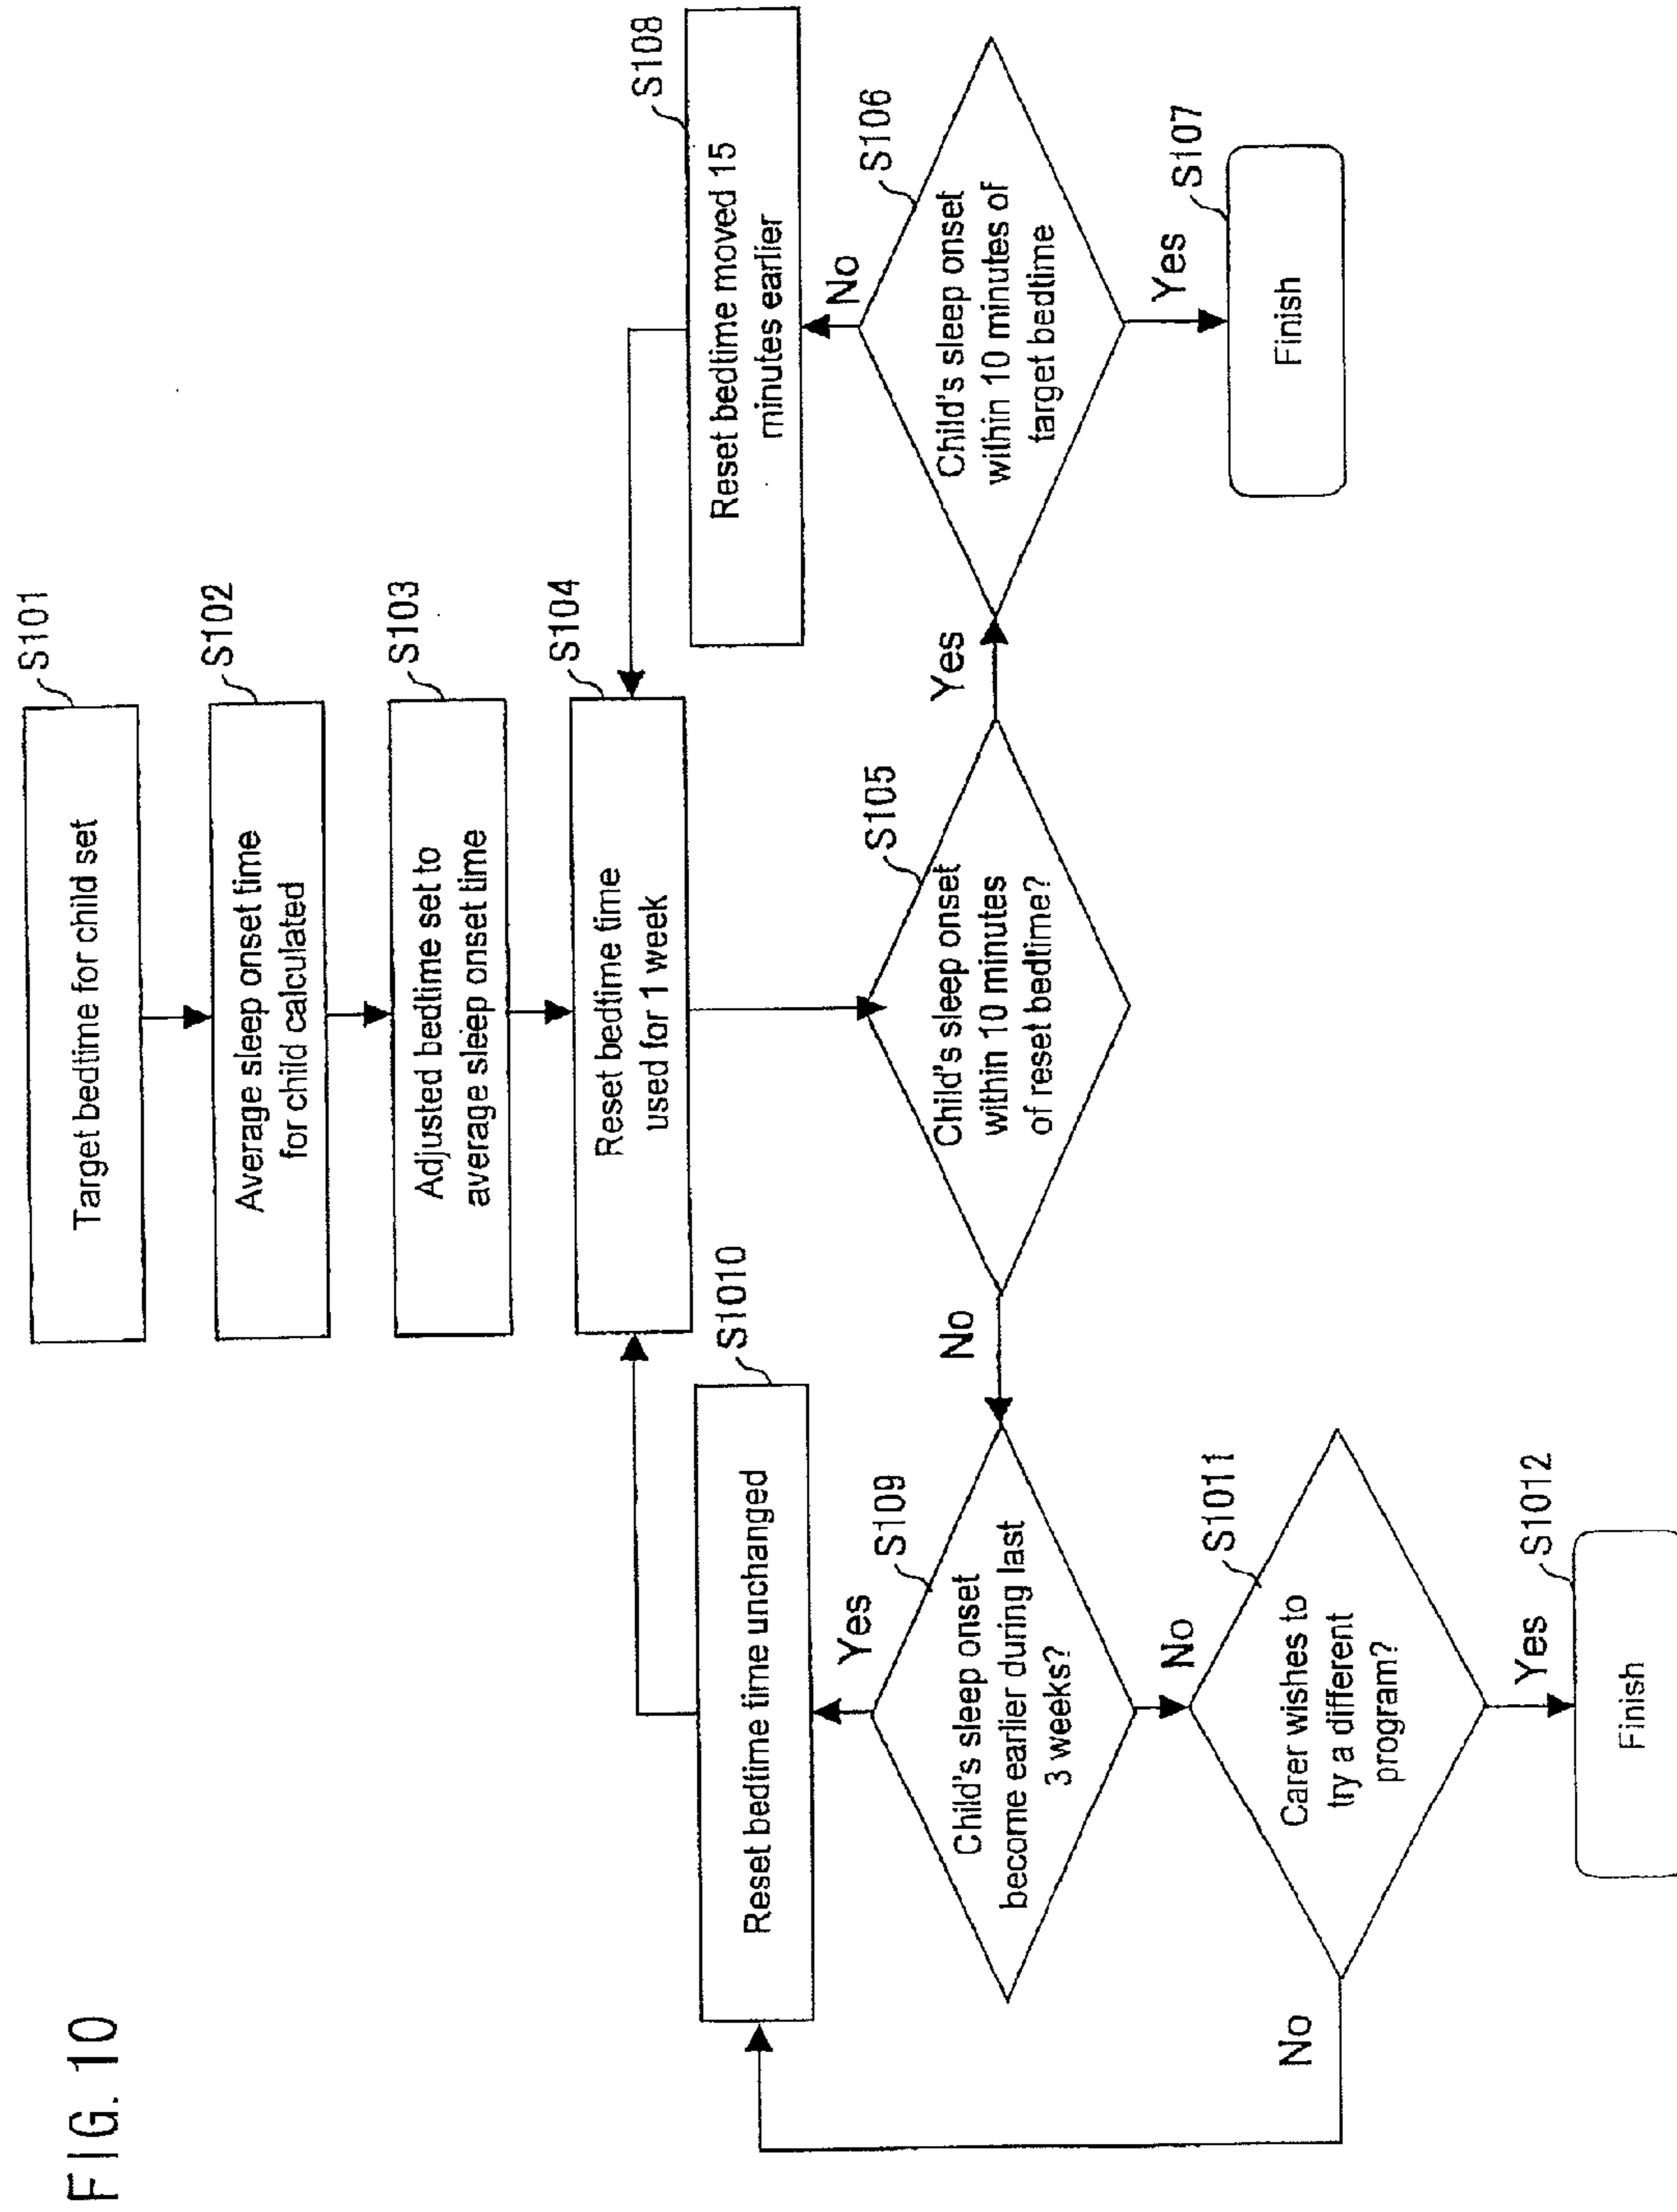 FIG. 10
Target bedtime for child set
S101
Average sleep onset time
for child calculated
S102
Adjusted bedtime set to
average sleep onset time
S103
Reset bedtime time
used for 1 week
S104
Child's sleep onset
within 10 minutes
of reset bedtime?
S105
Yes
No
Child's sleep onset
within 10 minutes of
target bedtime
S106
No
Yes
Finish
S107
Reset bedtime moved 15
minutes earlier
S108
Child's sleep onset
become earlier during last
3 weeks?
S109
Yes
No
Reset bedtime time unchanged
S1010
Carer wishes to
try a different
program?
S1011
No
Yes
Finish
S1012